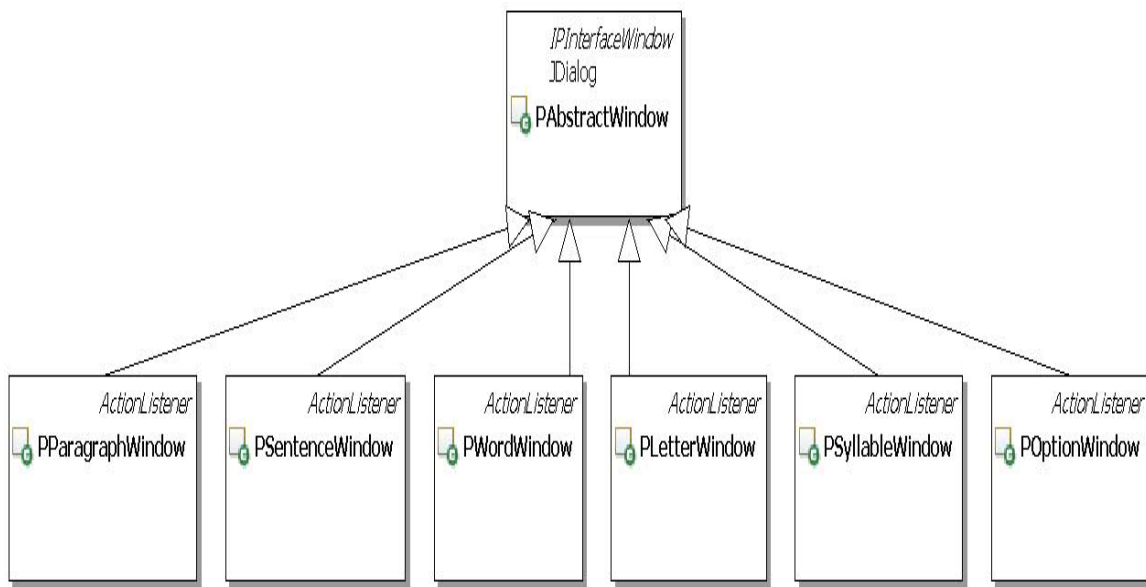 IPInterfaceWindow
JDialog
PAbstractWindow
ActionListener
PParagraphWindow
ActionListener
PSentenceWindow
ActionListener
PWordWindow
ActionListener
PLetterWindow
ActionListener
PSyllableWindow
ActionListener
POptionWindow